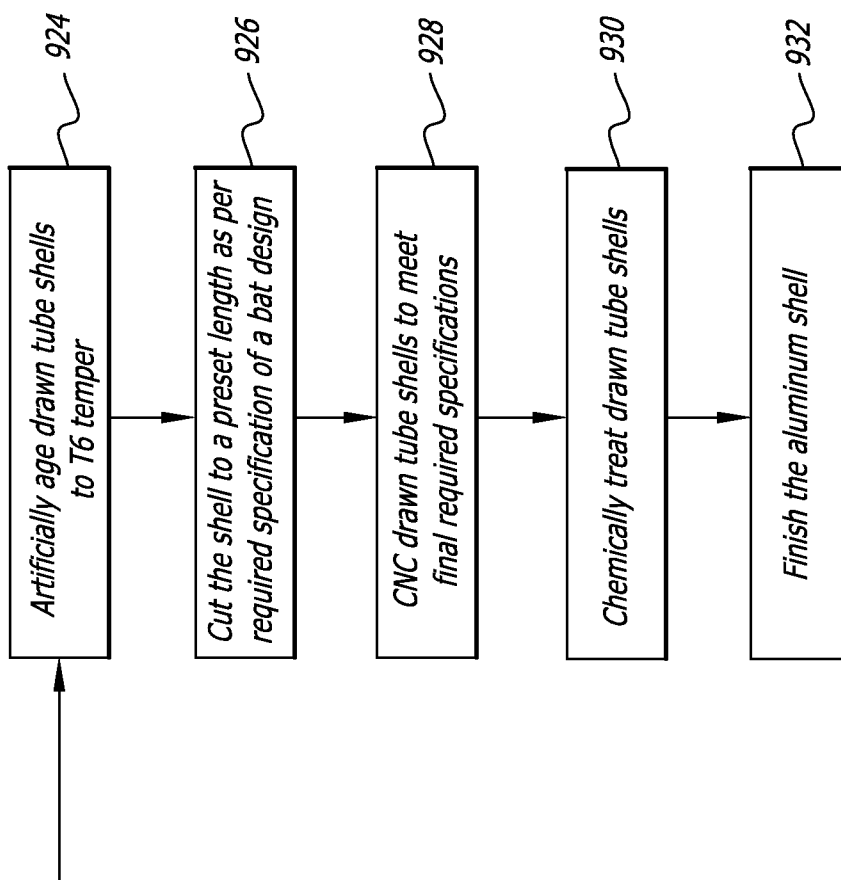 924
Artificially age drawn tube shells
to T6 temper
926
Cut the shell to a preset length as per
required specification of a bat design
928
CNC drawn tube shells to meet
final required specifications
930
Chemically treat drawn tube shells
932
Finish the aluminum shell